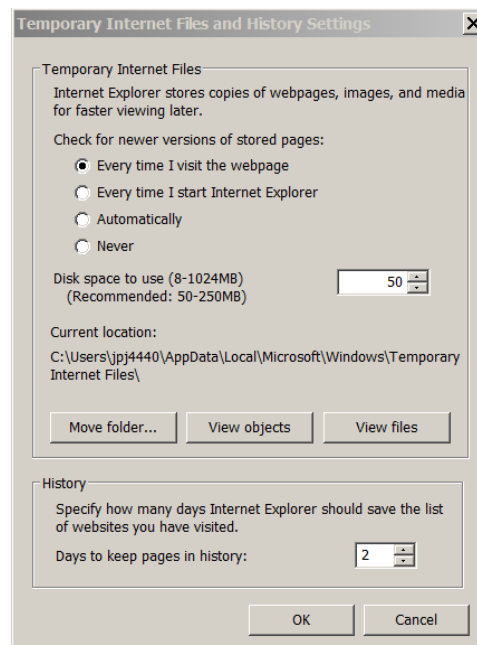 Temporary Internet Files and History Settings
Temporary Internet Files
Internet Explorer stores copies of webpages, images, and media
for faster viewing later.
Check for newer versions of stored pages:
Every time I visit the webpage
Every time I start Internet Explorer
Automatically
Never
Disk space to use (8-1024MB)
50
(Recommended: 50-250MB)
Current location:
C:\Users\jpj4440\AppData\Local\Microsoft\Windows\Temporary
Internet Files\
Move folder...
View objects
View files
History
Specify how many days Internet Explorer should save the list
of websites you have visited.
Days to keep pages in history:
2
OK
Cancel